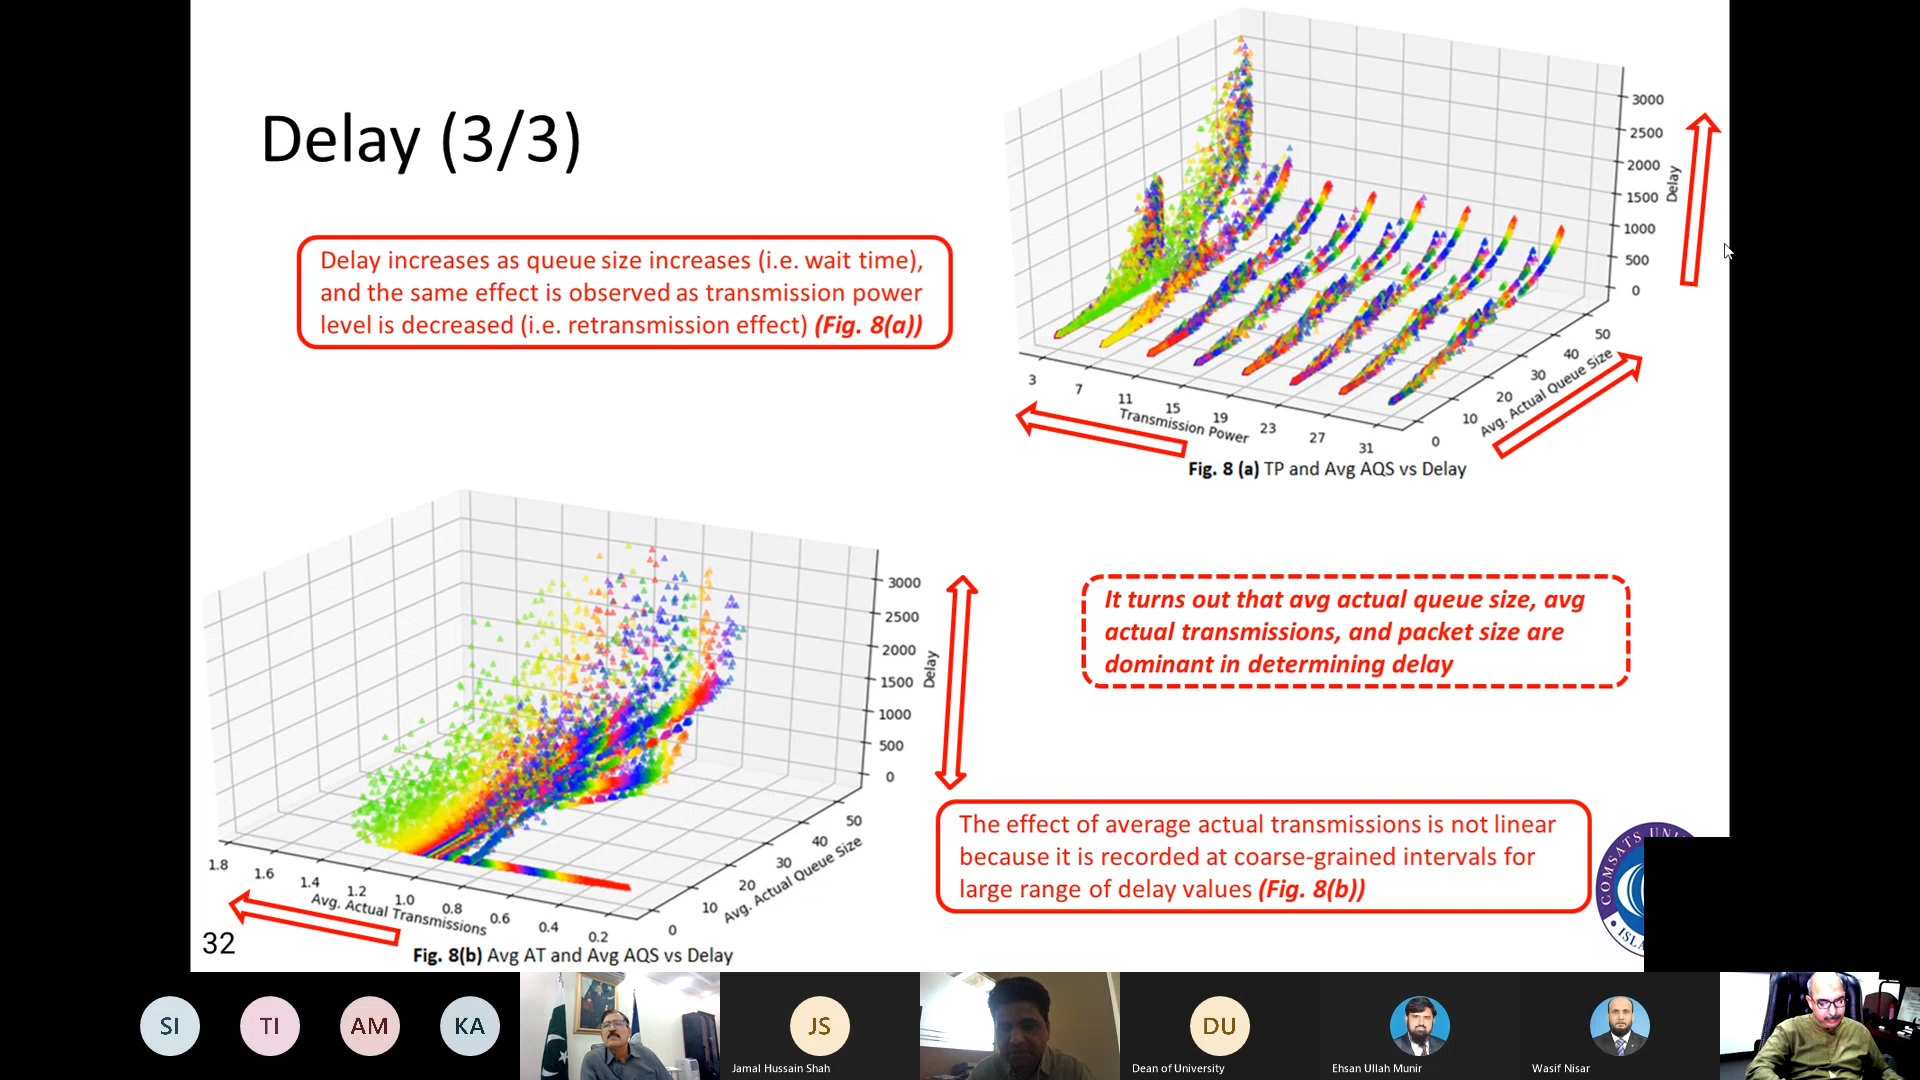 Delay (3/3)
Delay increases as queue size increases (i.e. wait time),
and the same effect is observed as transmission power
level is decreased (i.e. retransmission effect) (Fig. 8(a))
3000
2500
2000
1500
1000
500
0
Delay
50
40
30
20
10
0
Avg. Actual Queue Size
3
7
11
15
19
23
27
31
Transmission Power
Fig. 8 (a) TP and Avg AQS vs Delay
3000
2500
2000
1500
1000
500
0
Delay
50
40
30
20
10
0
Avg. Actual Queue Size
1.8
1.6
1.4
1.2
1.0
0.8
0.6
0.4
0.2
Avg. Actual Transmissions
Fig. 8(b) Avg AT and Avg AQS vs Delay
It turns out that avg actual queue size, avg
actual transmissions, and packet size are
dominant in determining delay
The effect of average actual transmissions is not linear
because it is recorded at coarse-grained intervals for
large range of delay values (Fig. 8(b))
COMSATS UNI
ISL
32
SI
TI
AM
KA
JS
Jamal Hussain Shah
DU
Dean of University
Ehsan Ullah Munir
Wasif Nisar